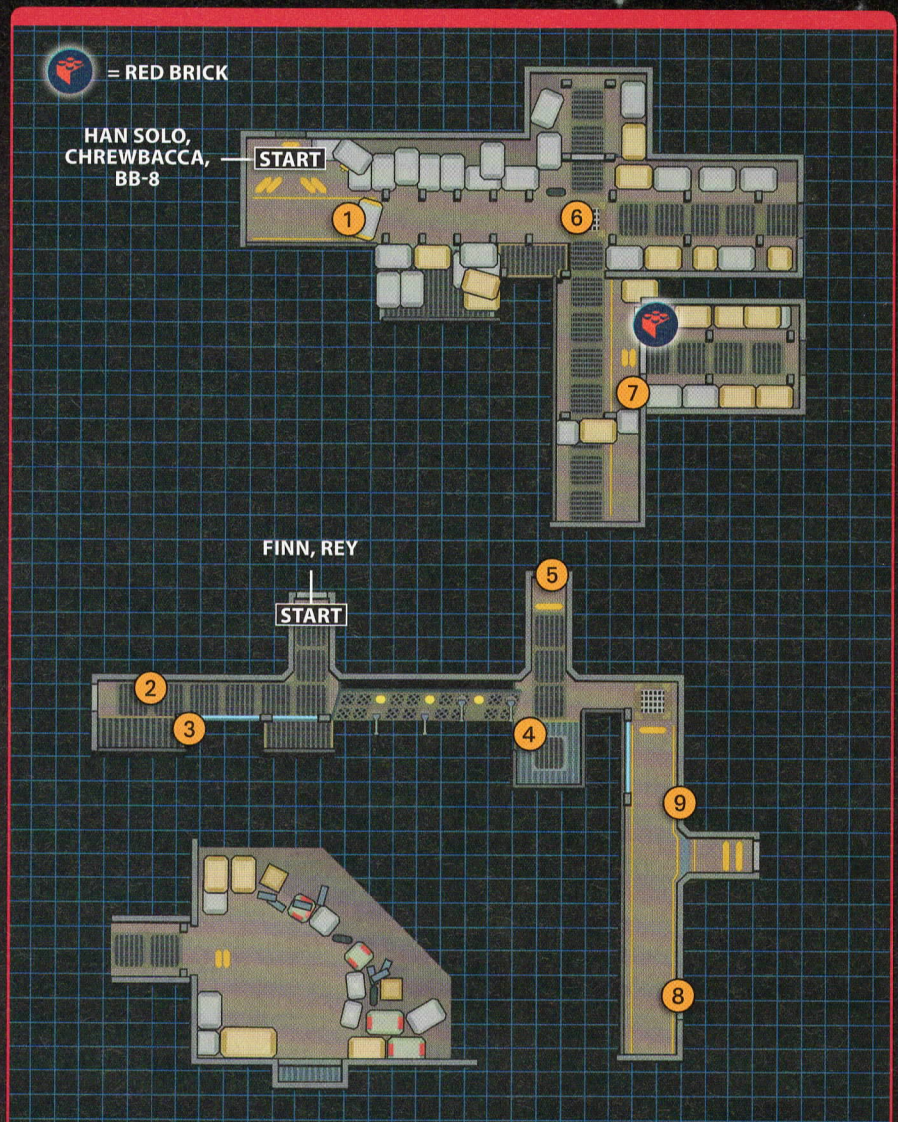 = RED BRICK
HAN SOLO,
CHREWBACCA,
BB-8
START
1
6
7
FINN, REY
START
5
2
3
4
9
8